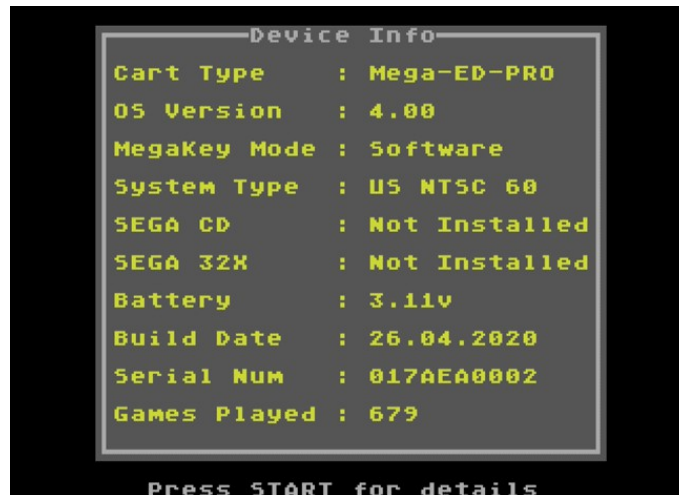 Device Info
Cart Type : Mega-ED-PRO
OS Version : 4.00
MegaKey Mode : Software
System Type : US NTSC 60
SEGA CD : Not Installed
SEGA 32X : Not Installed
Battery : 3.11v
Build Date : 26.04.2020
Serial Num : 017AEA0002
Games Played : 679
Press START for details